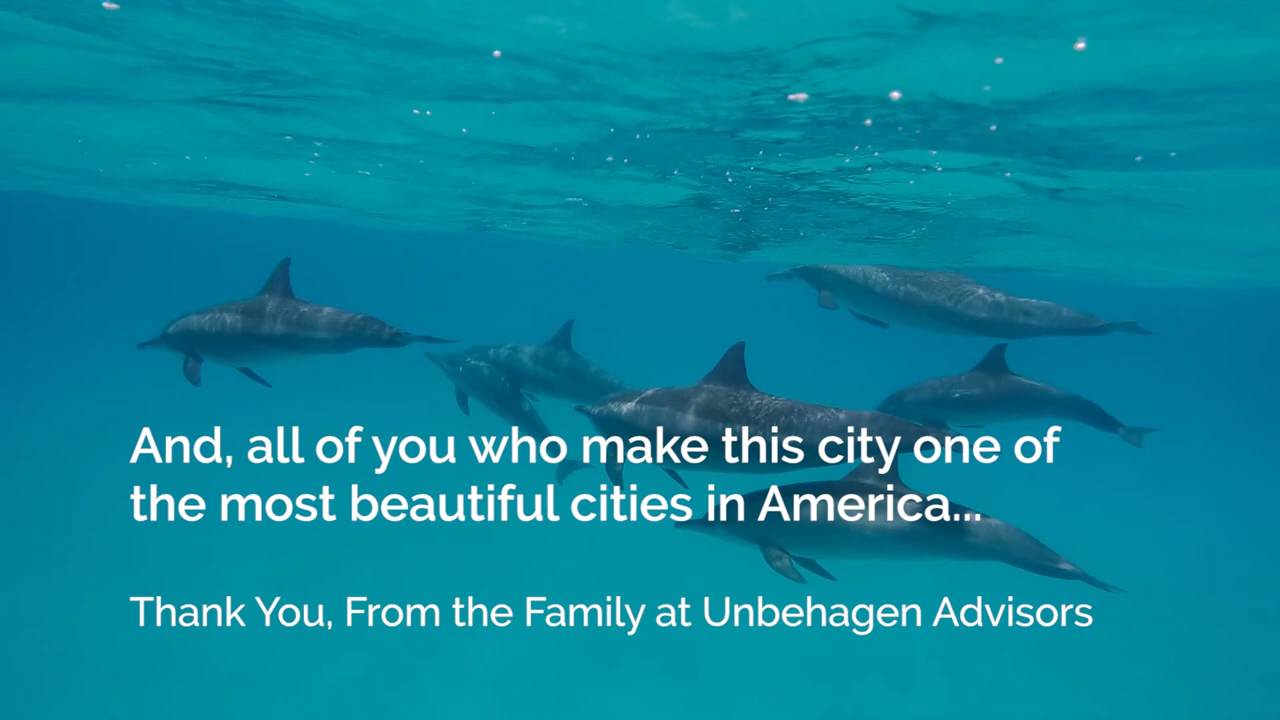 And, all of you who make this city one of
the most beautiful cities in America...
Thank You, From the Family at Unbehagen Advisors